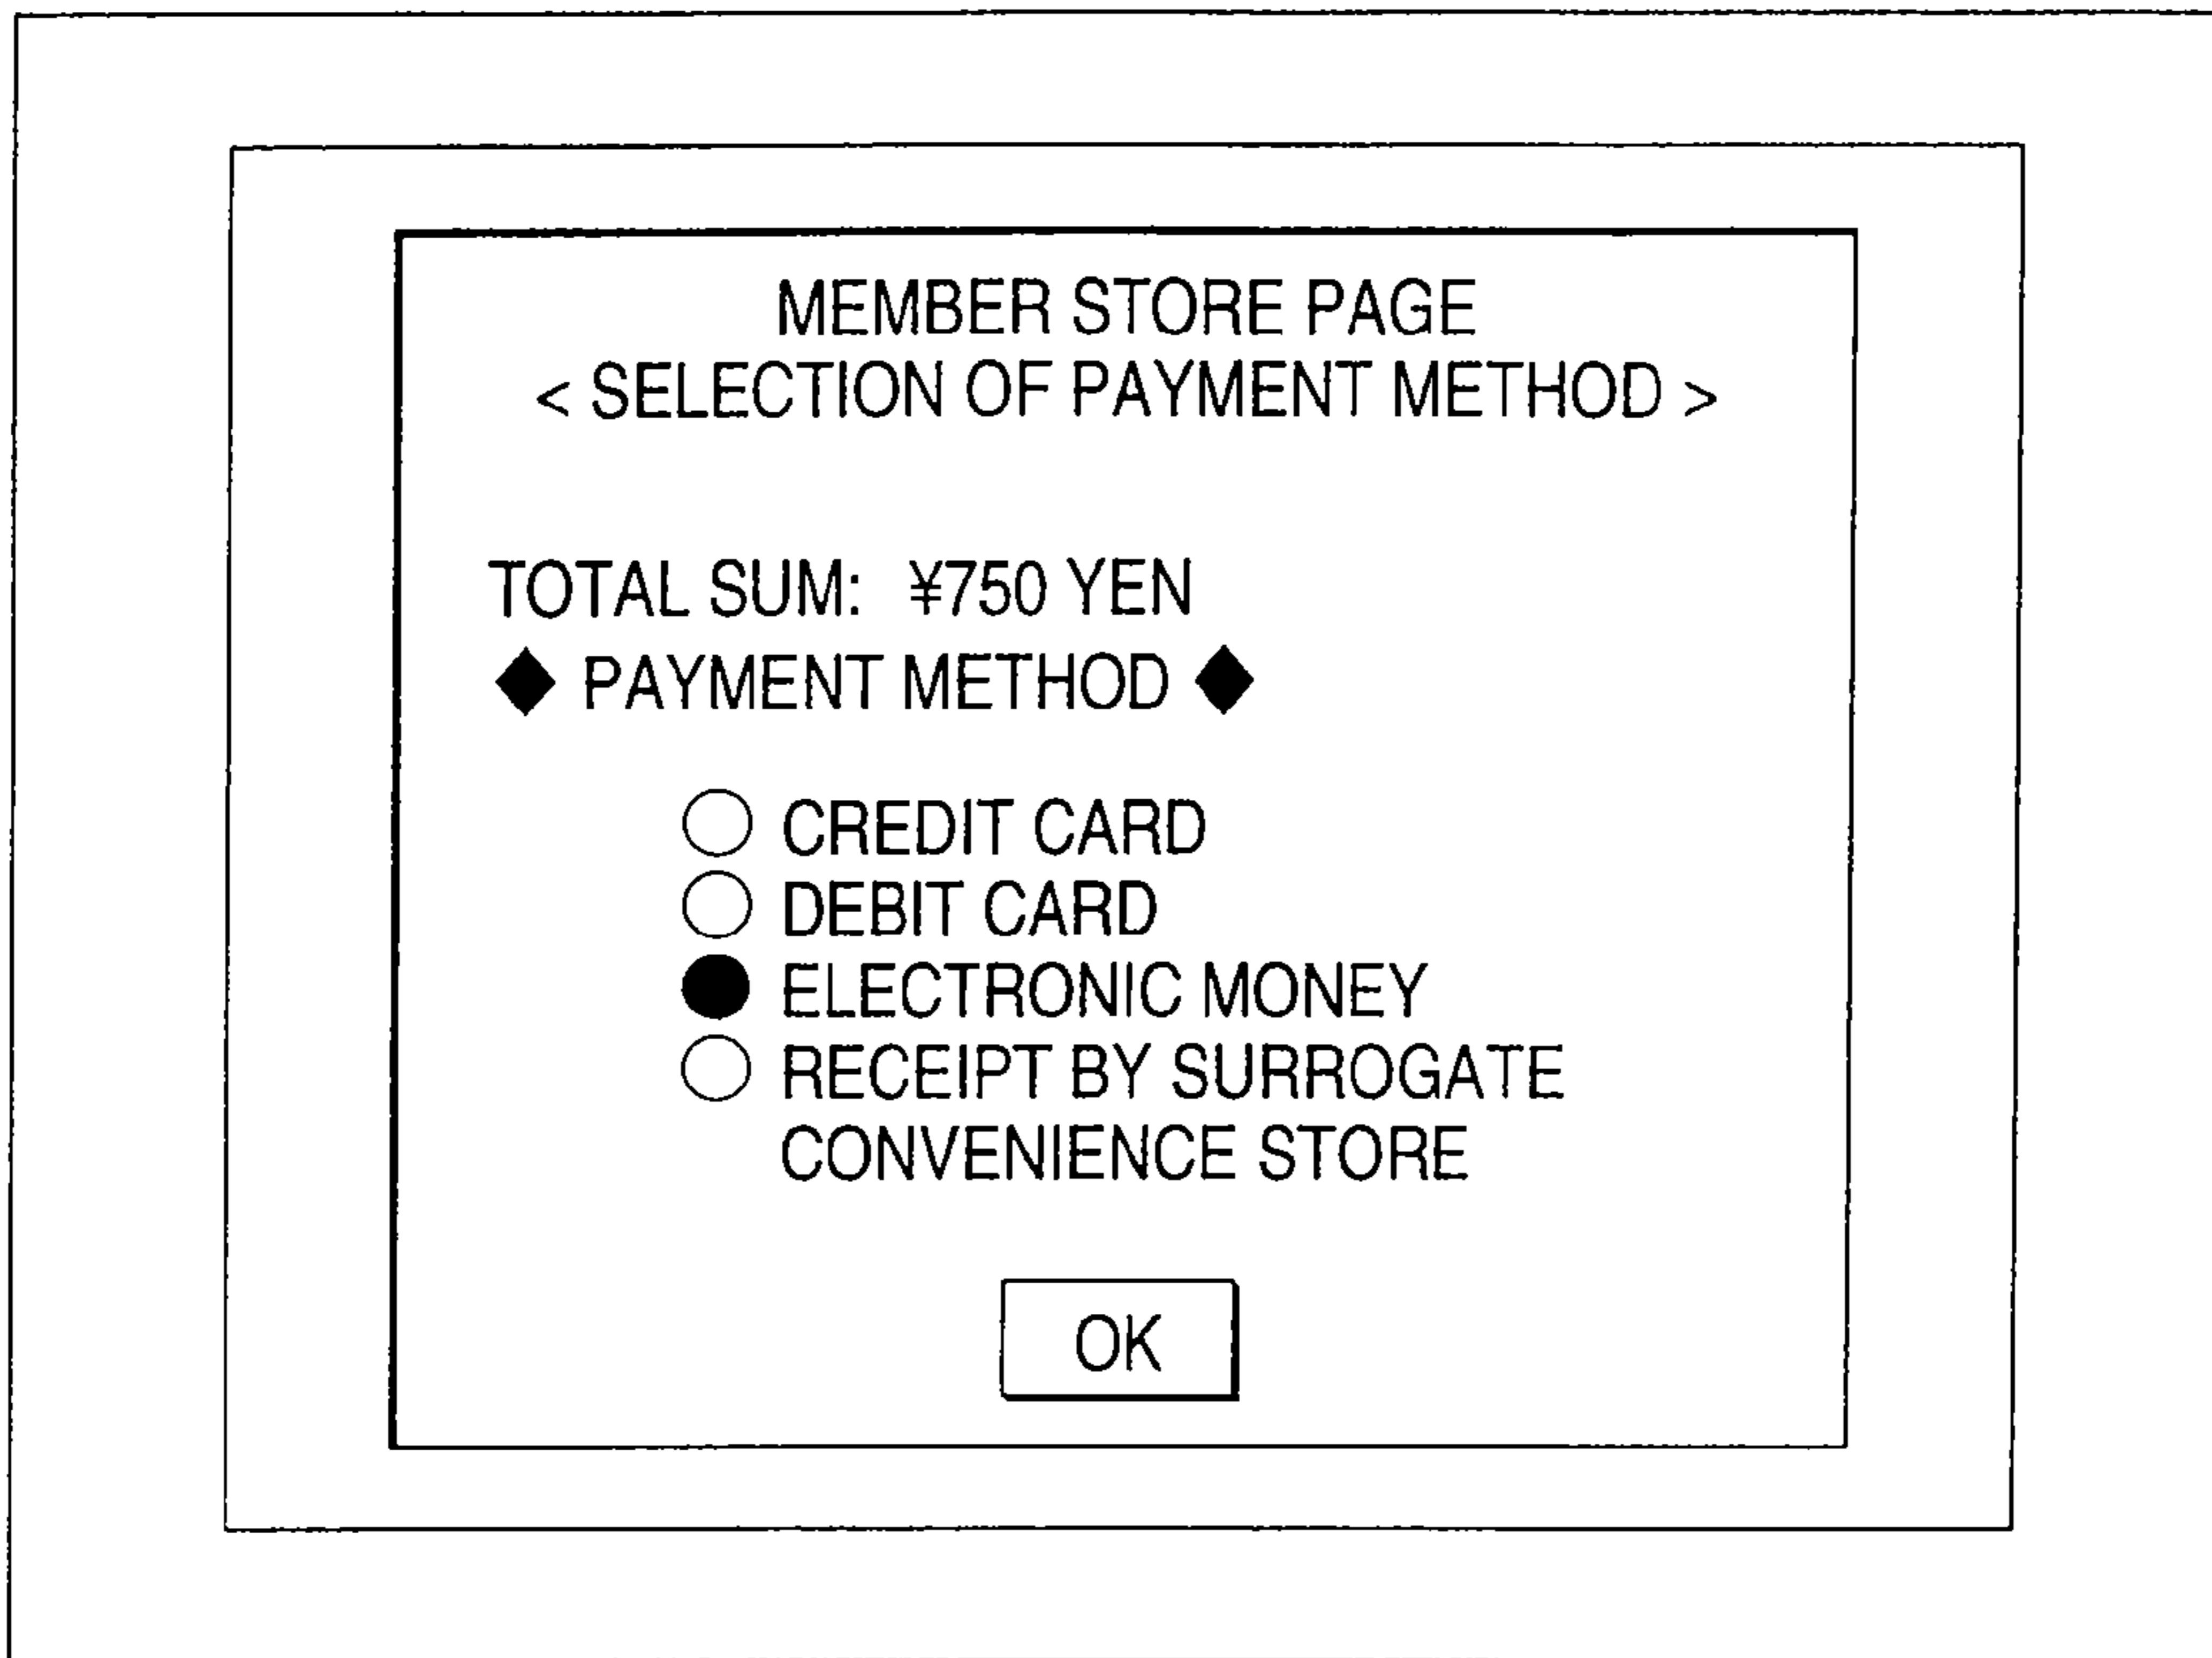 MEMBER STORE PAGE
< SELECTION OF PAYMENT METHOD >
TOTAL SUM: ¥750 YEN
◆ PAYMENT METHOD ◆
○ CREDIT CARD
○ DEBIT CARD
● ELECTRONIC MONEY
○ RECEIPT BY SURROGATE
CONVENIENCE STORE
OK